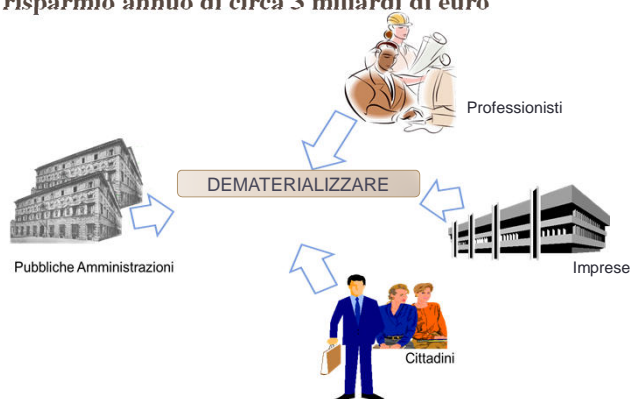 risparmio annuo di circa 3 miliardi di euro
Professionisti
DEMATERIALIZZARE
Pubbliche Amministrazioni
Imprese
Cittadini